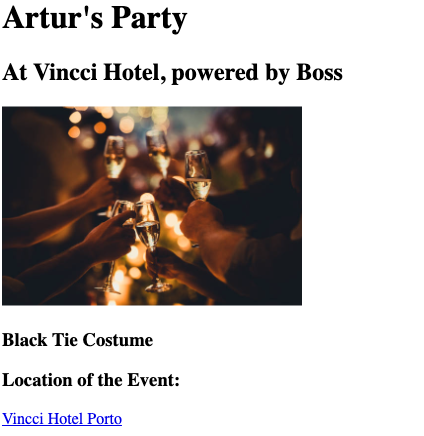 Artur's Party
At Vincci Hotel, powered by Boss
Black Tie Costume
Location of the Event:
Vincci Hotel Porto